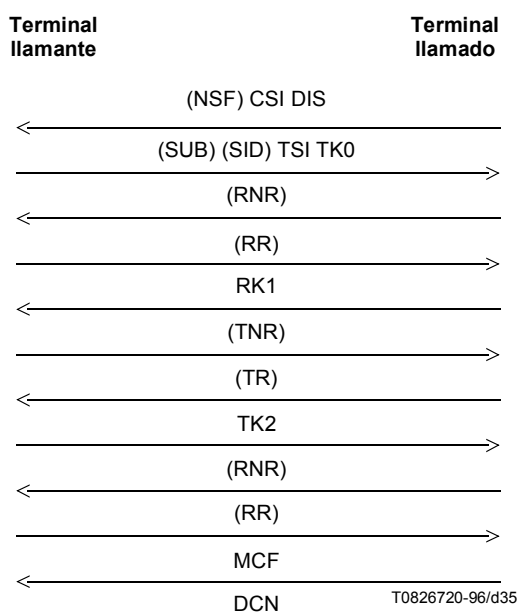 Terminal llamante
Terminal llamado
(NSF) CSI DIS
(SUB) (SID) TSI TK0
(RNR)
(RR)
RK1
(TNR)
(TR)
TK2
(RNR)
(RR)
MCF
DCN
T0826720-96/d35